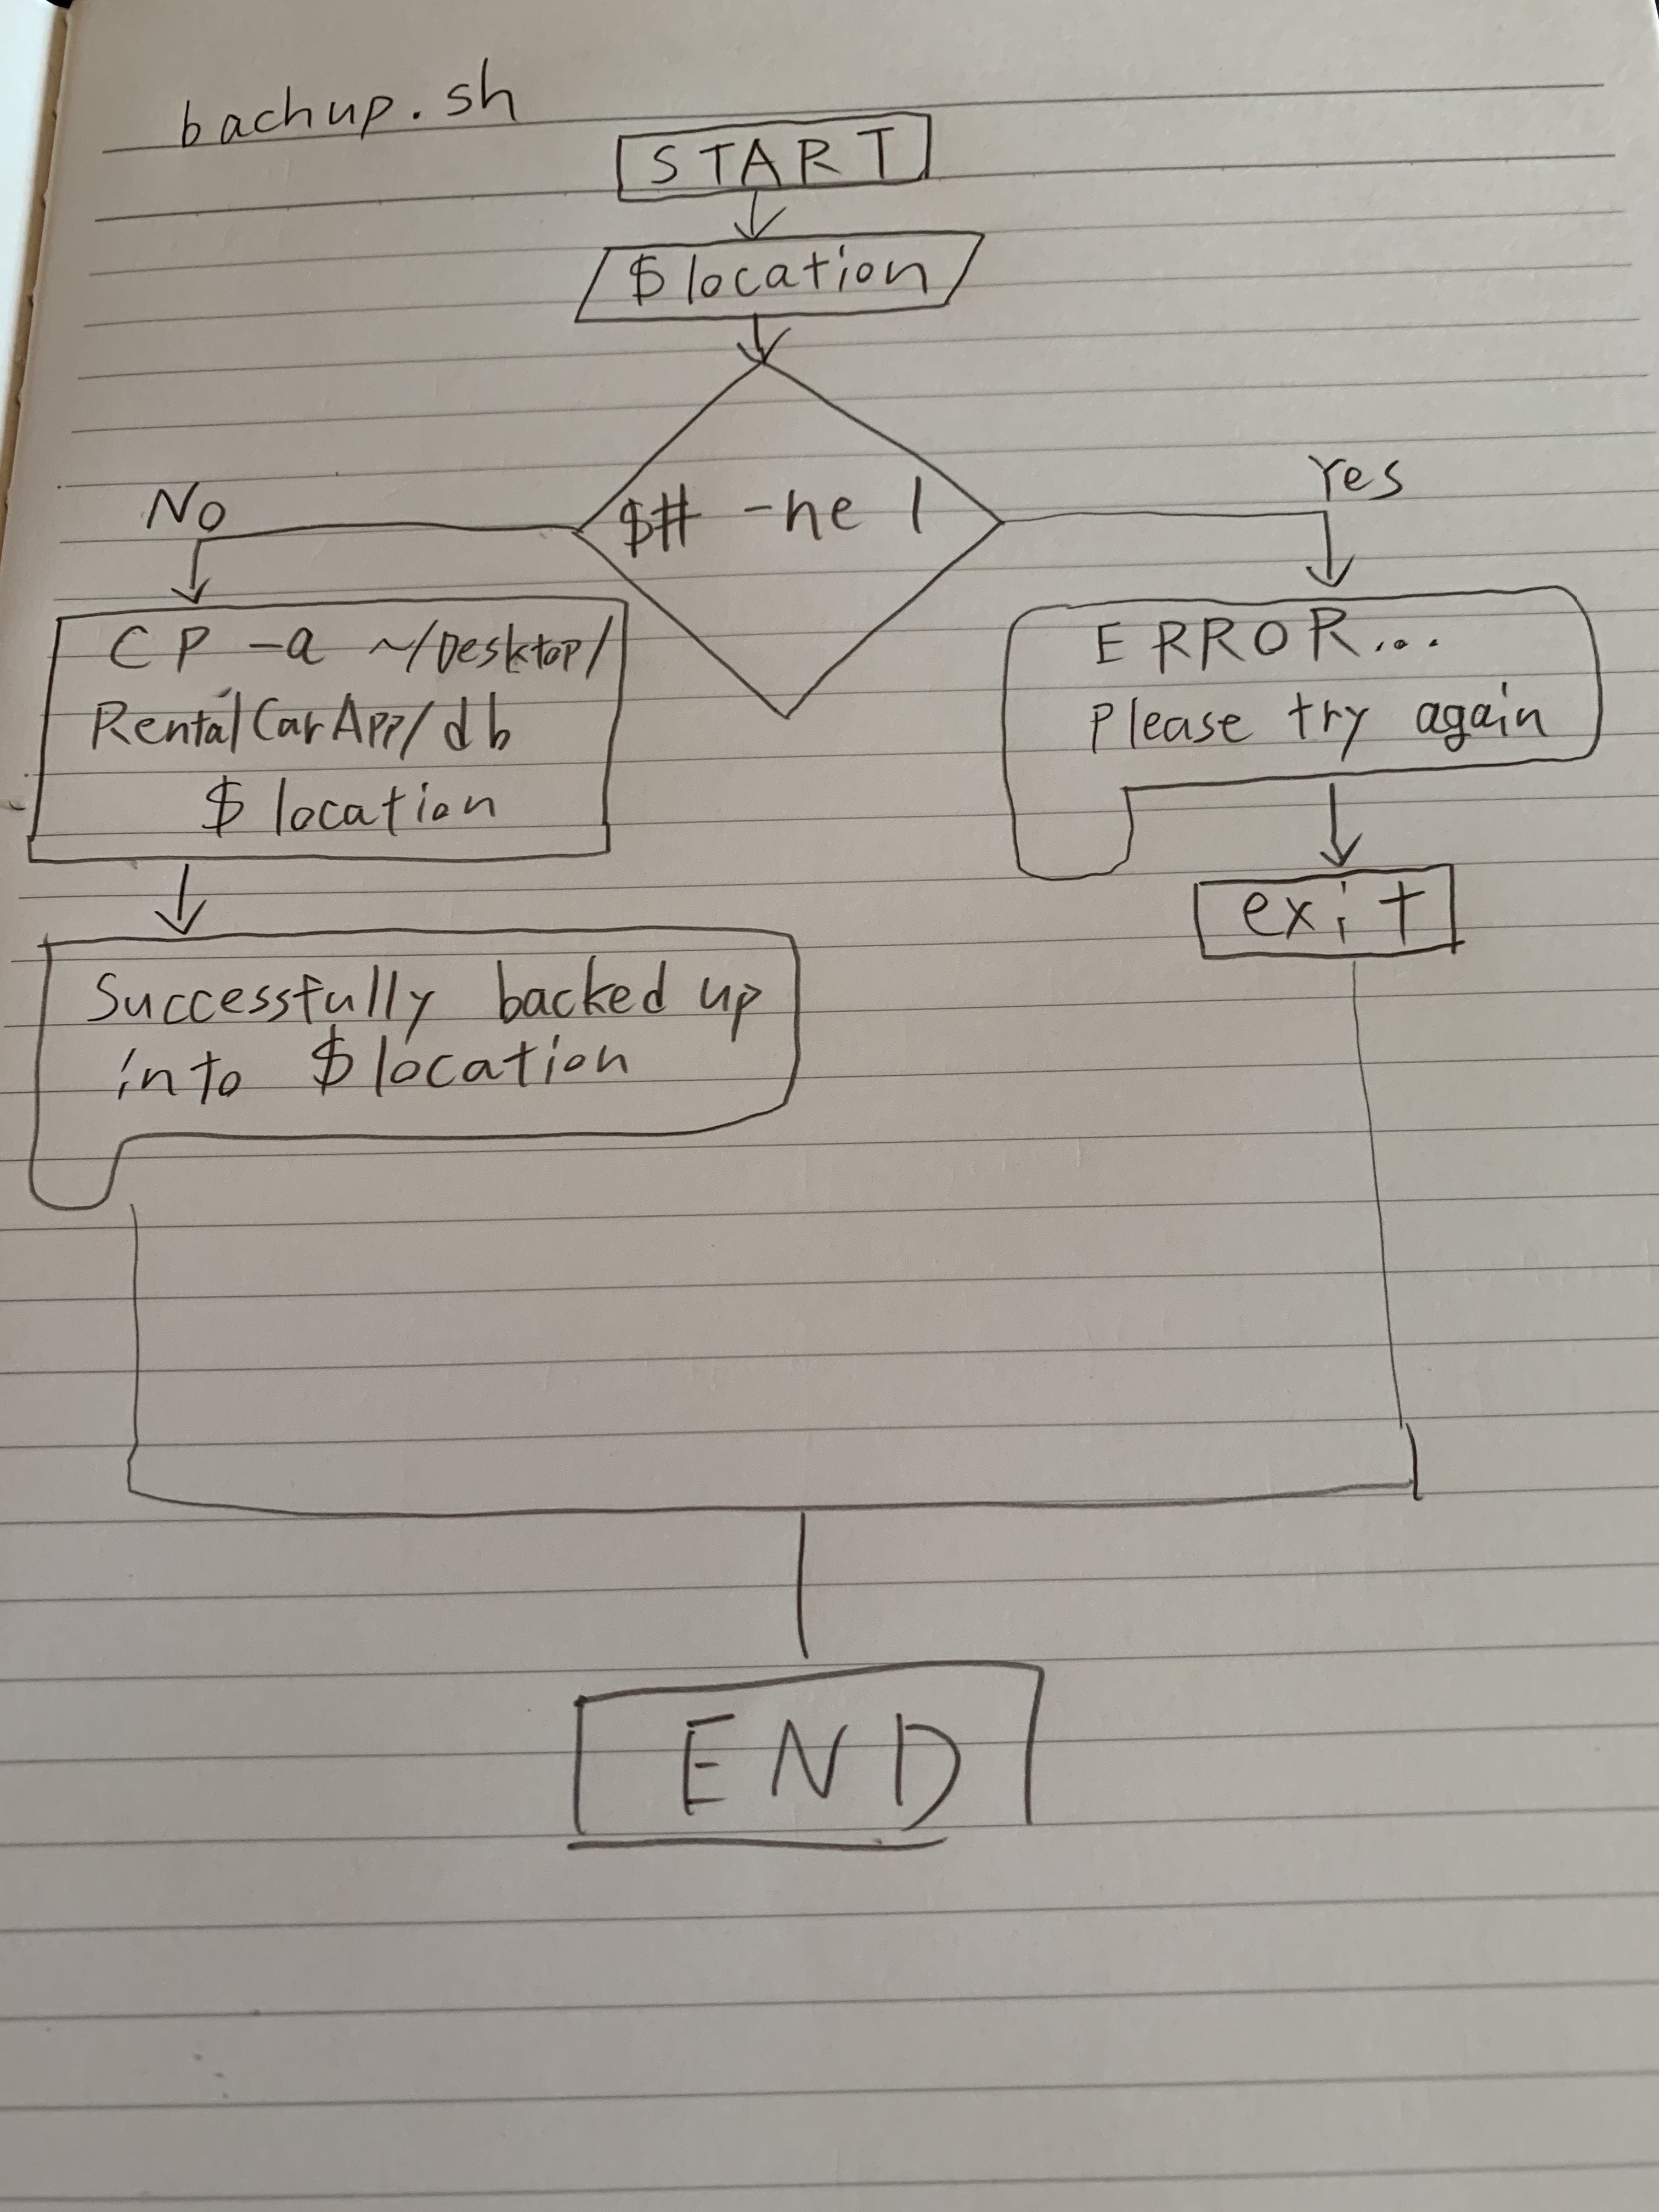 bachup.sh
START
$location
$# -ne 1
No
Yes
CP -a ~/Desktop/
RentalCarApp/db
$location
ERROR...
Please try again
exit
Successfully backed up
into $location
END